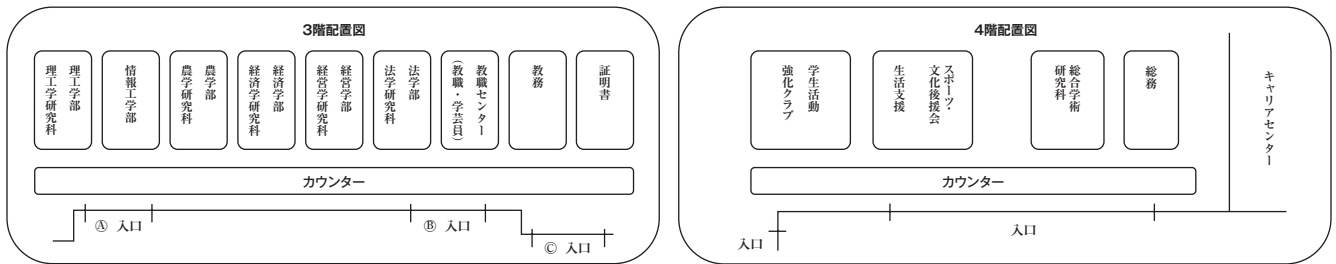 3階配置図
理工学部
理工学研究科
情報工学部
農学部
農学研究科
経済学部
経済学研究科
経営学部
経営学研究科
法学部
法学研究科
教職センター
(教職・学芸員)
教務
証明書
カウンター
Ⓐ 入口
Ⓑ 入口
Ⓒ 入口
4階配置図
学生活動
強化クラブ
スポーツ・
文化後援会
生活支援
総合学術
研究科
総務
キャリアセンター
カウンター
入口
入口